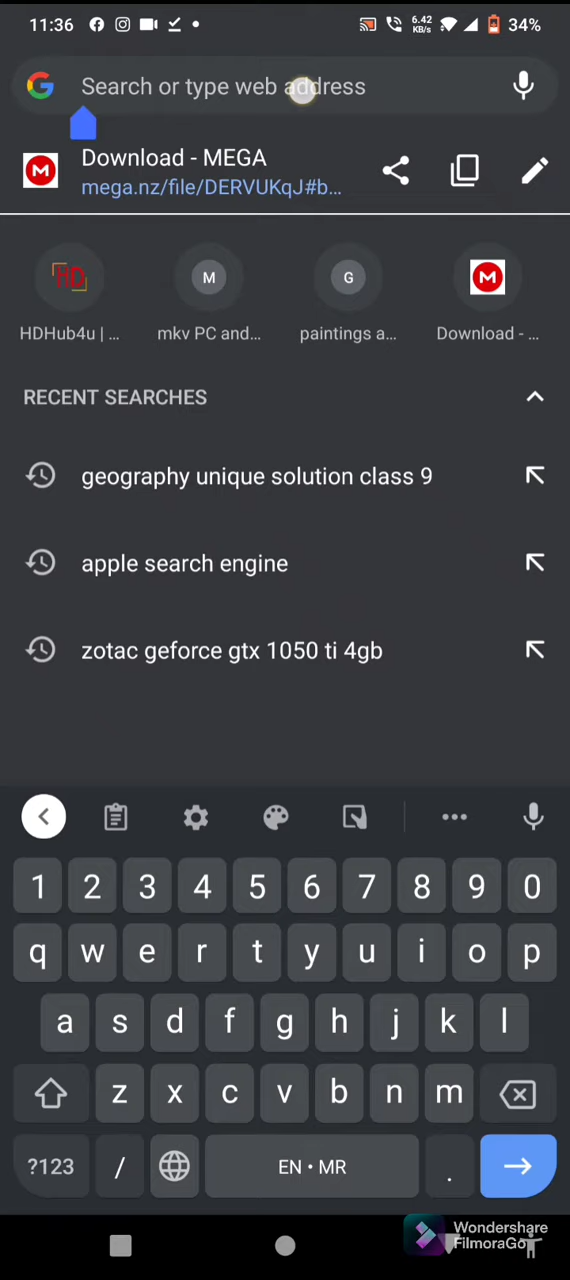 11:36 6.42 KB/s 34%
Search or type web address
Download - MEGA
mega.nz/file/DERVUKqJ#b...
HD M G M
HDHub4u | ... mkv PC and... paintings a... Download - ...
RECENT SEARCHES
geography unique solution class 9
apple search engine
zotac geforce gtx 1050 ti 4gb
1 2 3 4 5 6 7 8 9 0
q w e r t y u i o p
a s d f g h j k l
z x c v b n m
?123 / EN • MR .
Wondershare
FilmoraGo